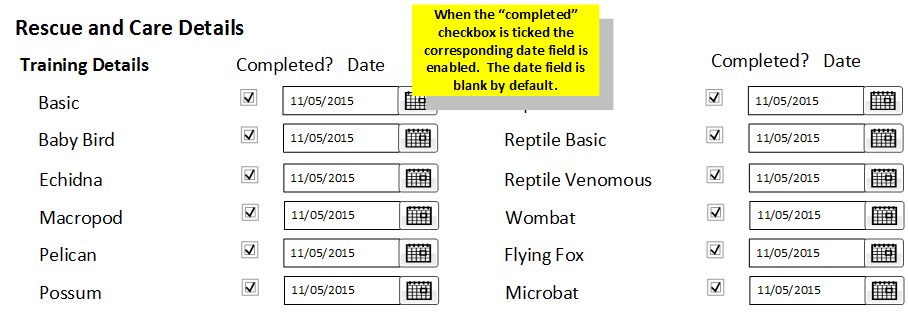 Rescue and Care Details
When the “completed”
checkbox is ticked the
corresponding date field is
enabled. The date field is
blank by default.
Training Details Completed? Date Completed? Date
Basic 11/05/2015 11/05/2015
Baby Bird 11/05/2015 Reptile Basic 11/05/2015
Echidna 11/05/2015 Reptile Venomous 11/05/2015
Macropod 11/05/2015 Wombat 11/05/2015
Pelican 11/05/2015 Flying Fox 11/05/2015
Possum 11/05/2015 Microbat 11/05/2015